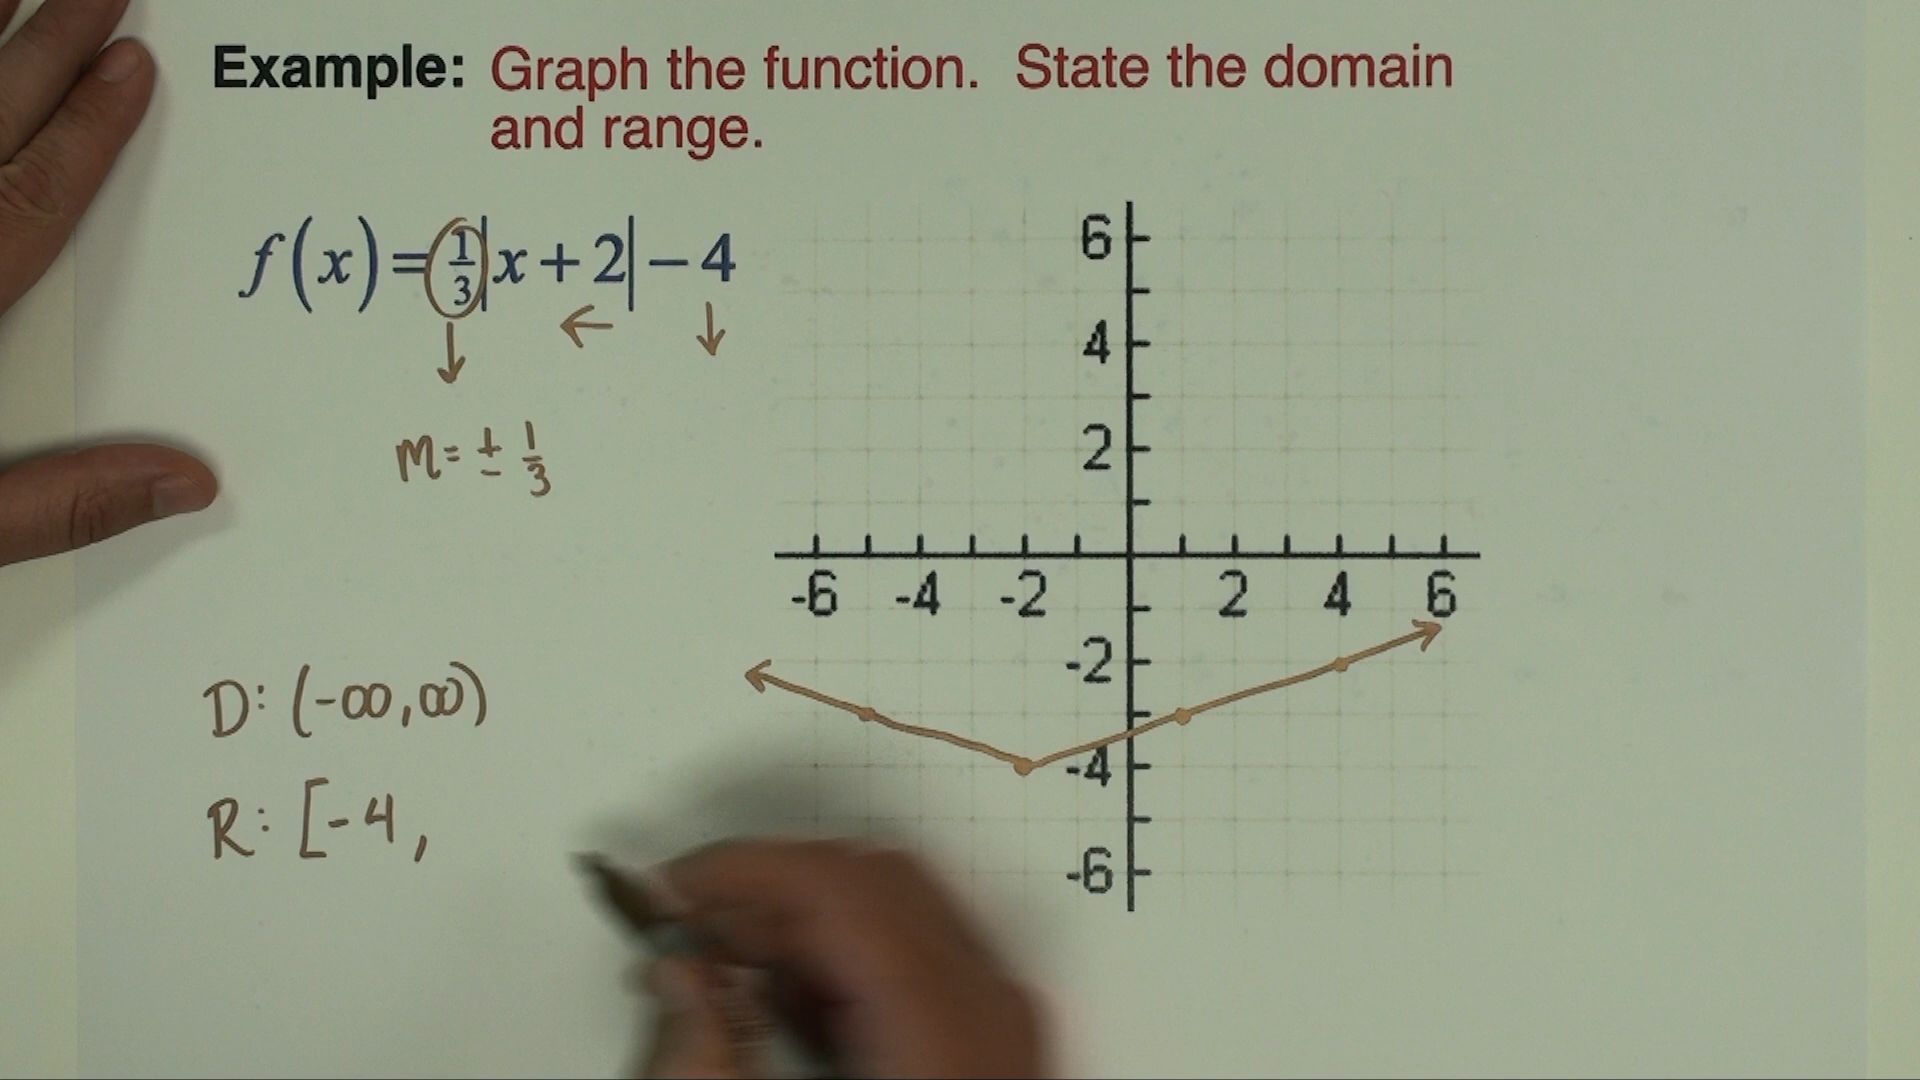 Example: Graph the function. State the domain
and range.
f(x)=⅓|x+2|-4
← ↓
↓
m= ± 1/3
D: (-∞,∞)
R: [-4,
6
4
2
-6 -4 -2 2 4 6
-2
-4
-6